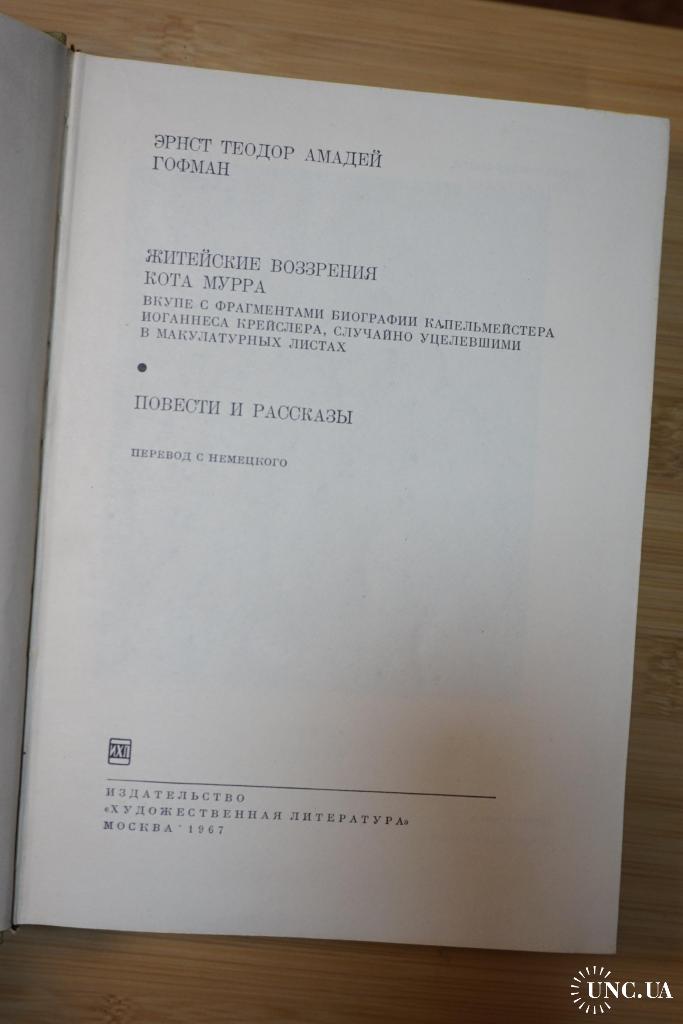 ЭРНСТ ТЕОДОР АМАДЕЙ
ГОФМАН
ЖИТЕЙСКИЕ ВОЗЗРЕНИЯ
КОТА МУРРА
ВКУПЕ С ФРАГМЕНТАМИ БИОГРАФИИ КАПЕЛЬМЕЙСТЕРА
ИОГАННЕСА КРЕЙСЛЕРА, СЛУЧАЙНО УЦЕЛЕВШИМИ
В МАКУЛАТУРНЫХ ЛИСТАХ
•
ПОВЕСТИ И РАССКАЗЫ
ПЕРЕВОД С НЕМЕЦКОГО
ИХЛ
ИЗДАТЕЛЬСТВО
«ХУДОЖЕСТВЕННАЯ ЛИТЕРАТУРА»
МОСКВА 1967
UNC.UA